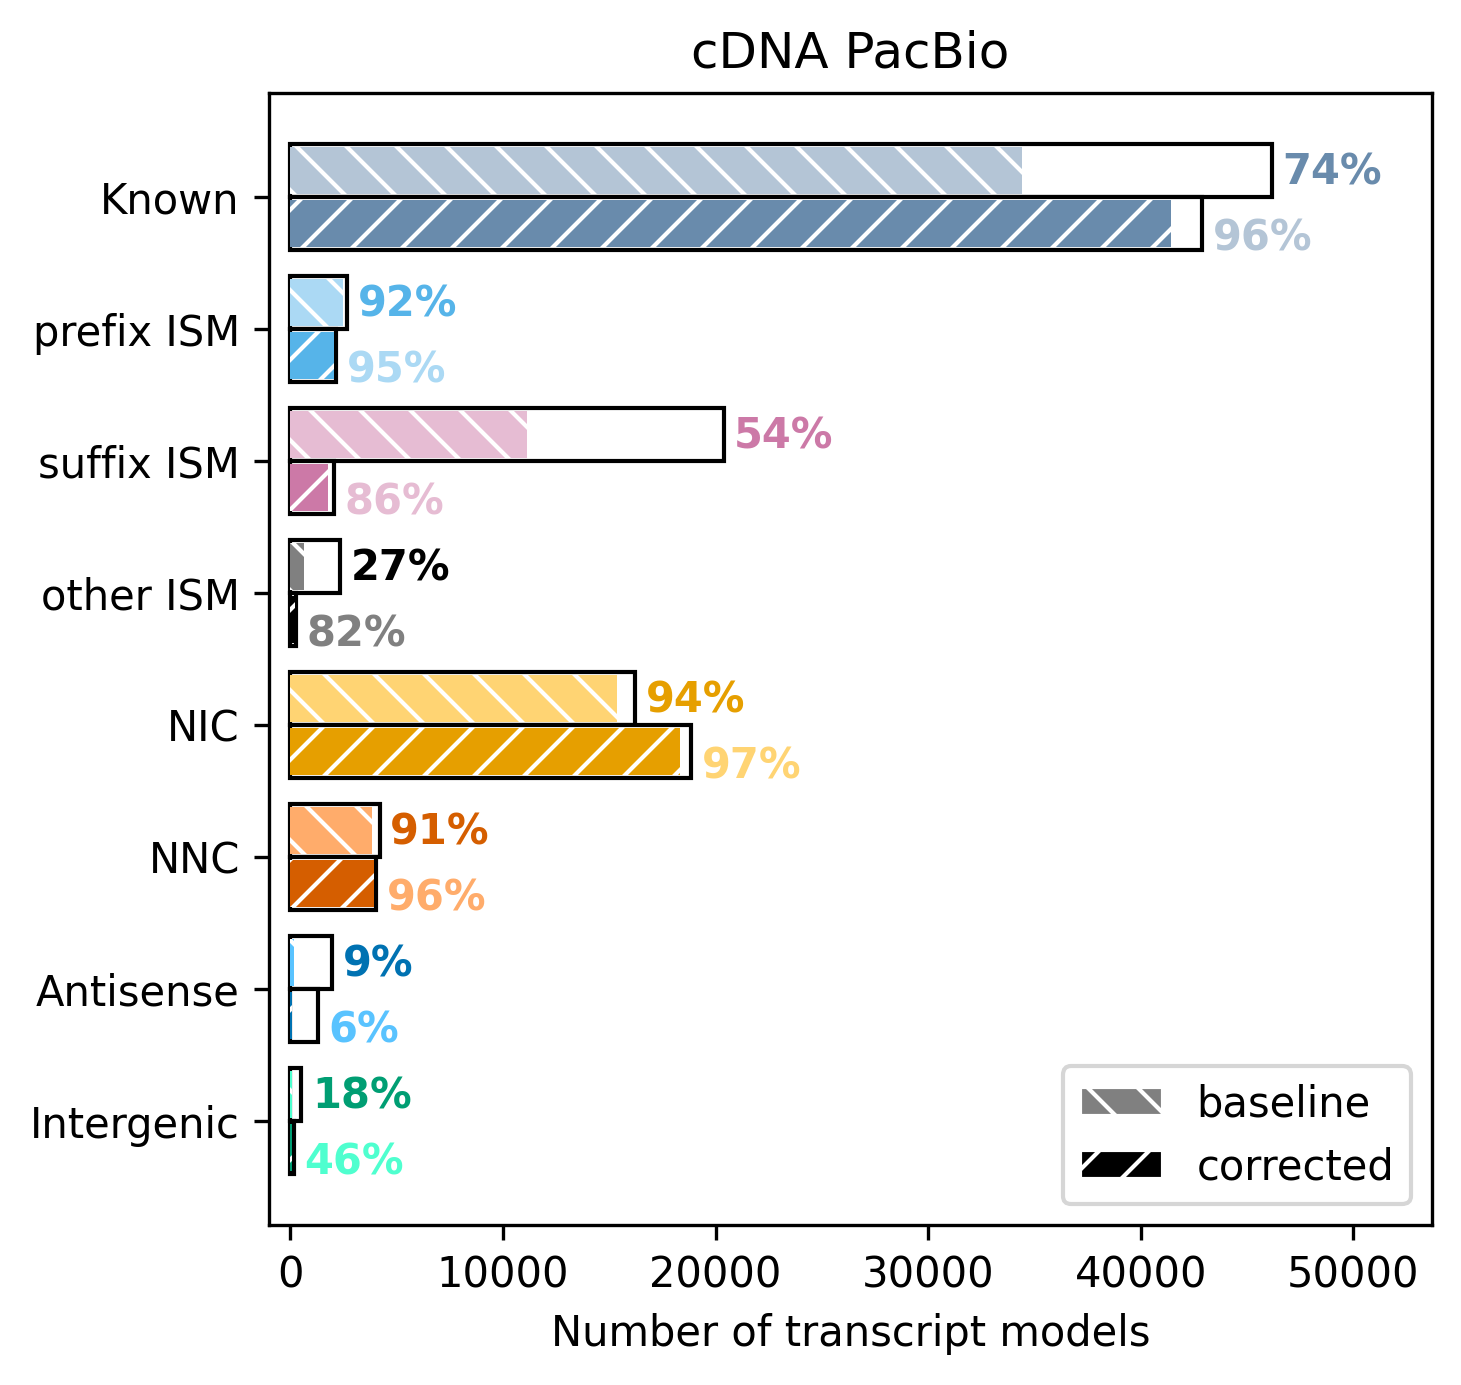 cDNA PacBio
Known
74%
96%
prefix ISM
92%
95%
suffix ISM
54%
86%
other ISM
27%
82%
NIC
94%
97%
NNC
91%
96%
Antisense
9%
6%
Intergenic
18%
46%
baseline
corrected
0 10000 20000 30000 40000 50000
Number of transcript models